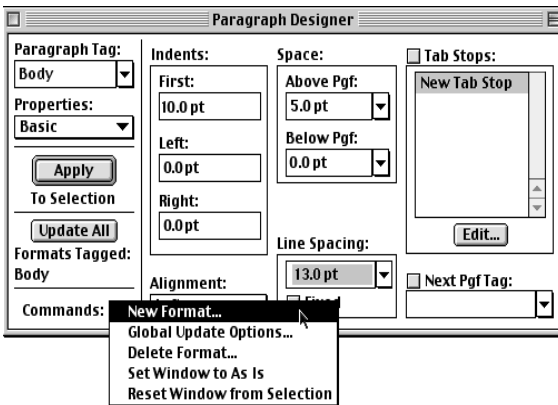 Paragraph Designer
Paragraph Tag:
Body
Properties:
Basic
Apply
To Selection
Update All
Formats Tagged:
Body
Commands:
Indents:
First:
10.0 pt
Left:
0.0 pt
Right:
0.0 pt
Alignment:
Space:
Above Pgf:
5.0 pt
Below Pgf:
0.0 pt
Line Spacing:
13.0 pt
Tab Stops:
New Tab Stop
Edit...
Next Pgf Tag:
New Format...
Global Update Options...
Delete Format...
Set Window to As Is
Reset Window from Selection